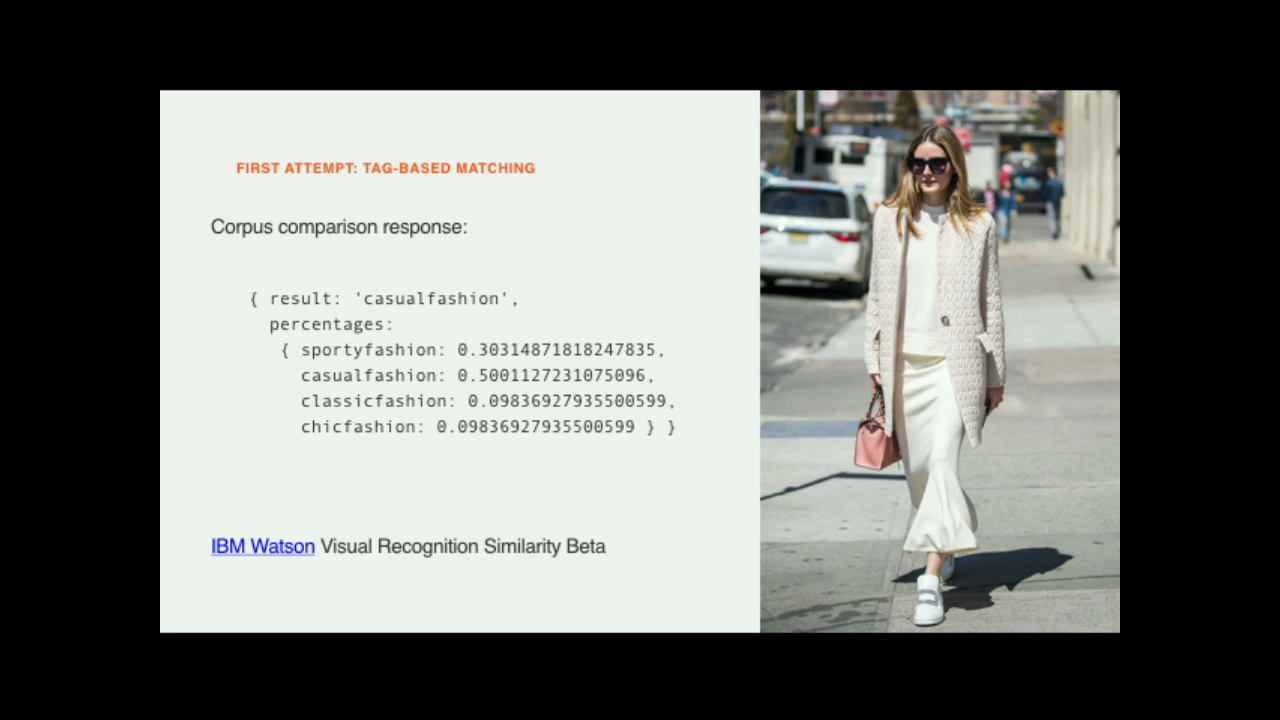 FIRST ATTEMPT: TAG-BASED MATCHING
Corpus comparison response:
{ result: 'casualfashion',
percentages:
{ sportyfashion: 0.30314871818247835,
casualfashion: 0.5001127231075096,
classicfashion: 0.09836927935500599,
chicfashion: 0.09836927935500599 } }
IBM Watson Visual Recognition Similarity Beta